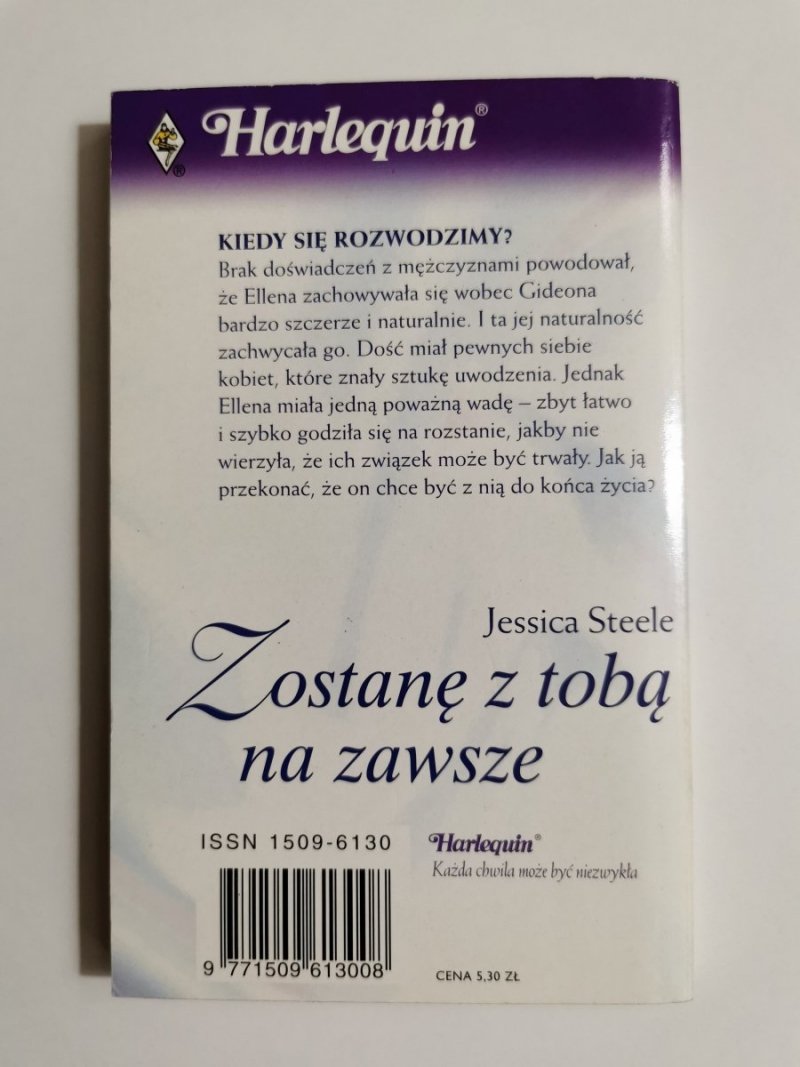 Harlequin®
®
KIEDY SIĘ ROZWODZIMY?
Brak doświadczeń z mężczyznami powodował,
że Ellena zachowywała się wobec Gideona
bardzo szczerze i naturalnie. I ta jej naturalność
zachwycała go. Dość miał pewnych siebie
kobiet, które znały sztukę uwodzenia. Jednak
Ellena miała jedną poważną wadę – zbyt łatwo
i szybko godziła się na rozstanie, jakby nie
wierzyła, że ich związek może być trwały. Jak ją
przekonać, że on chce być z nią do końca życia?
Jessica Steele
Zostanę z tobą
na zawsze
ISSN 1509-6130
9 771509 613008
Harlequin®
Każda chwila może być niezwykła
CENA 5,30 ZŁ